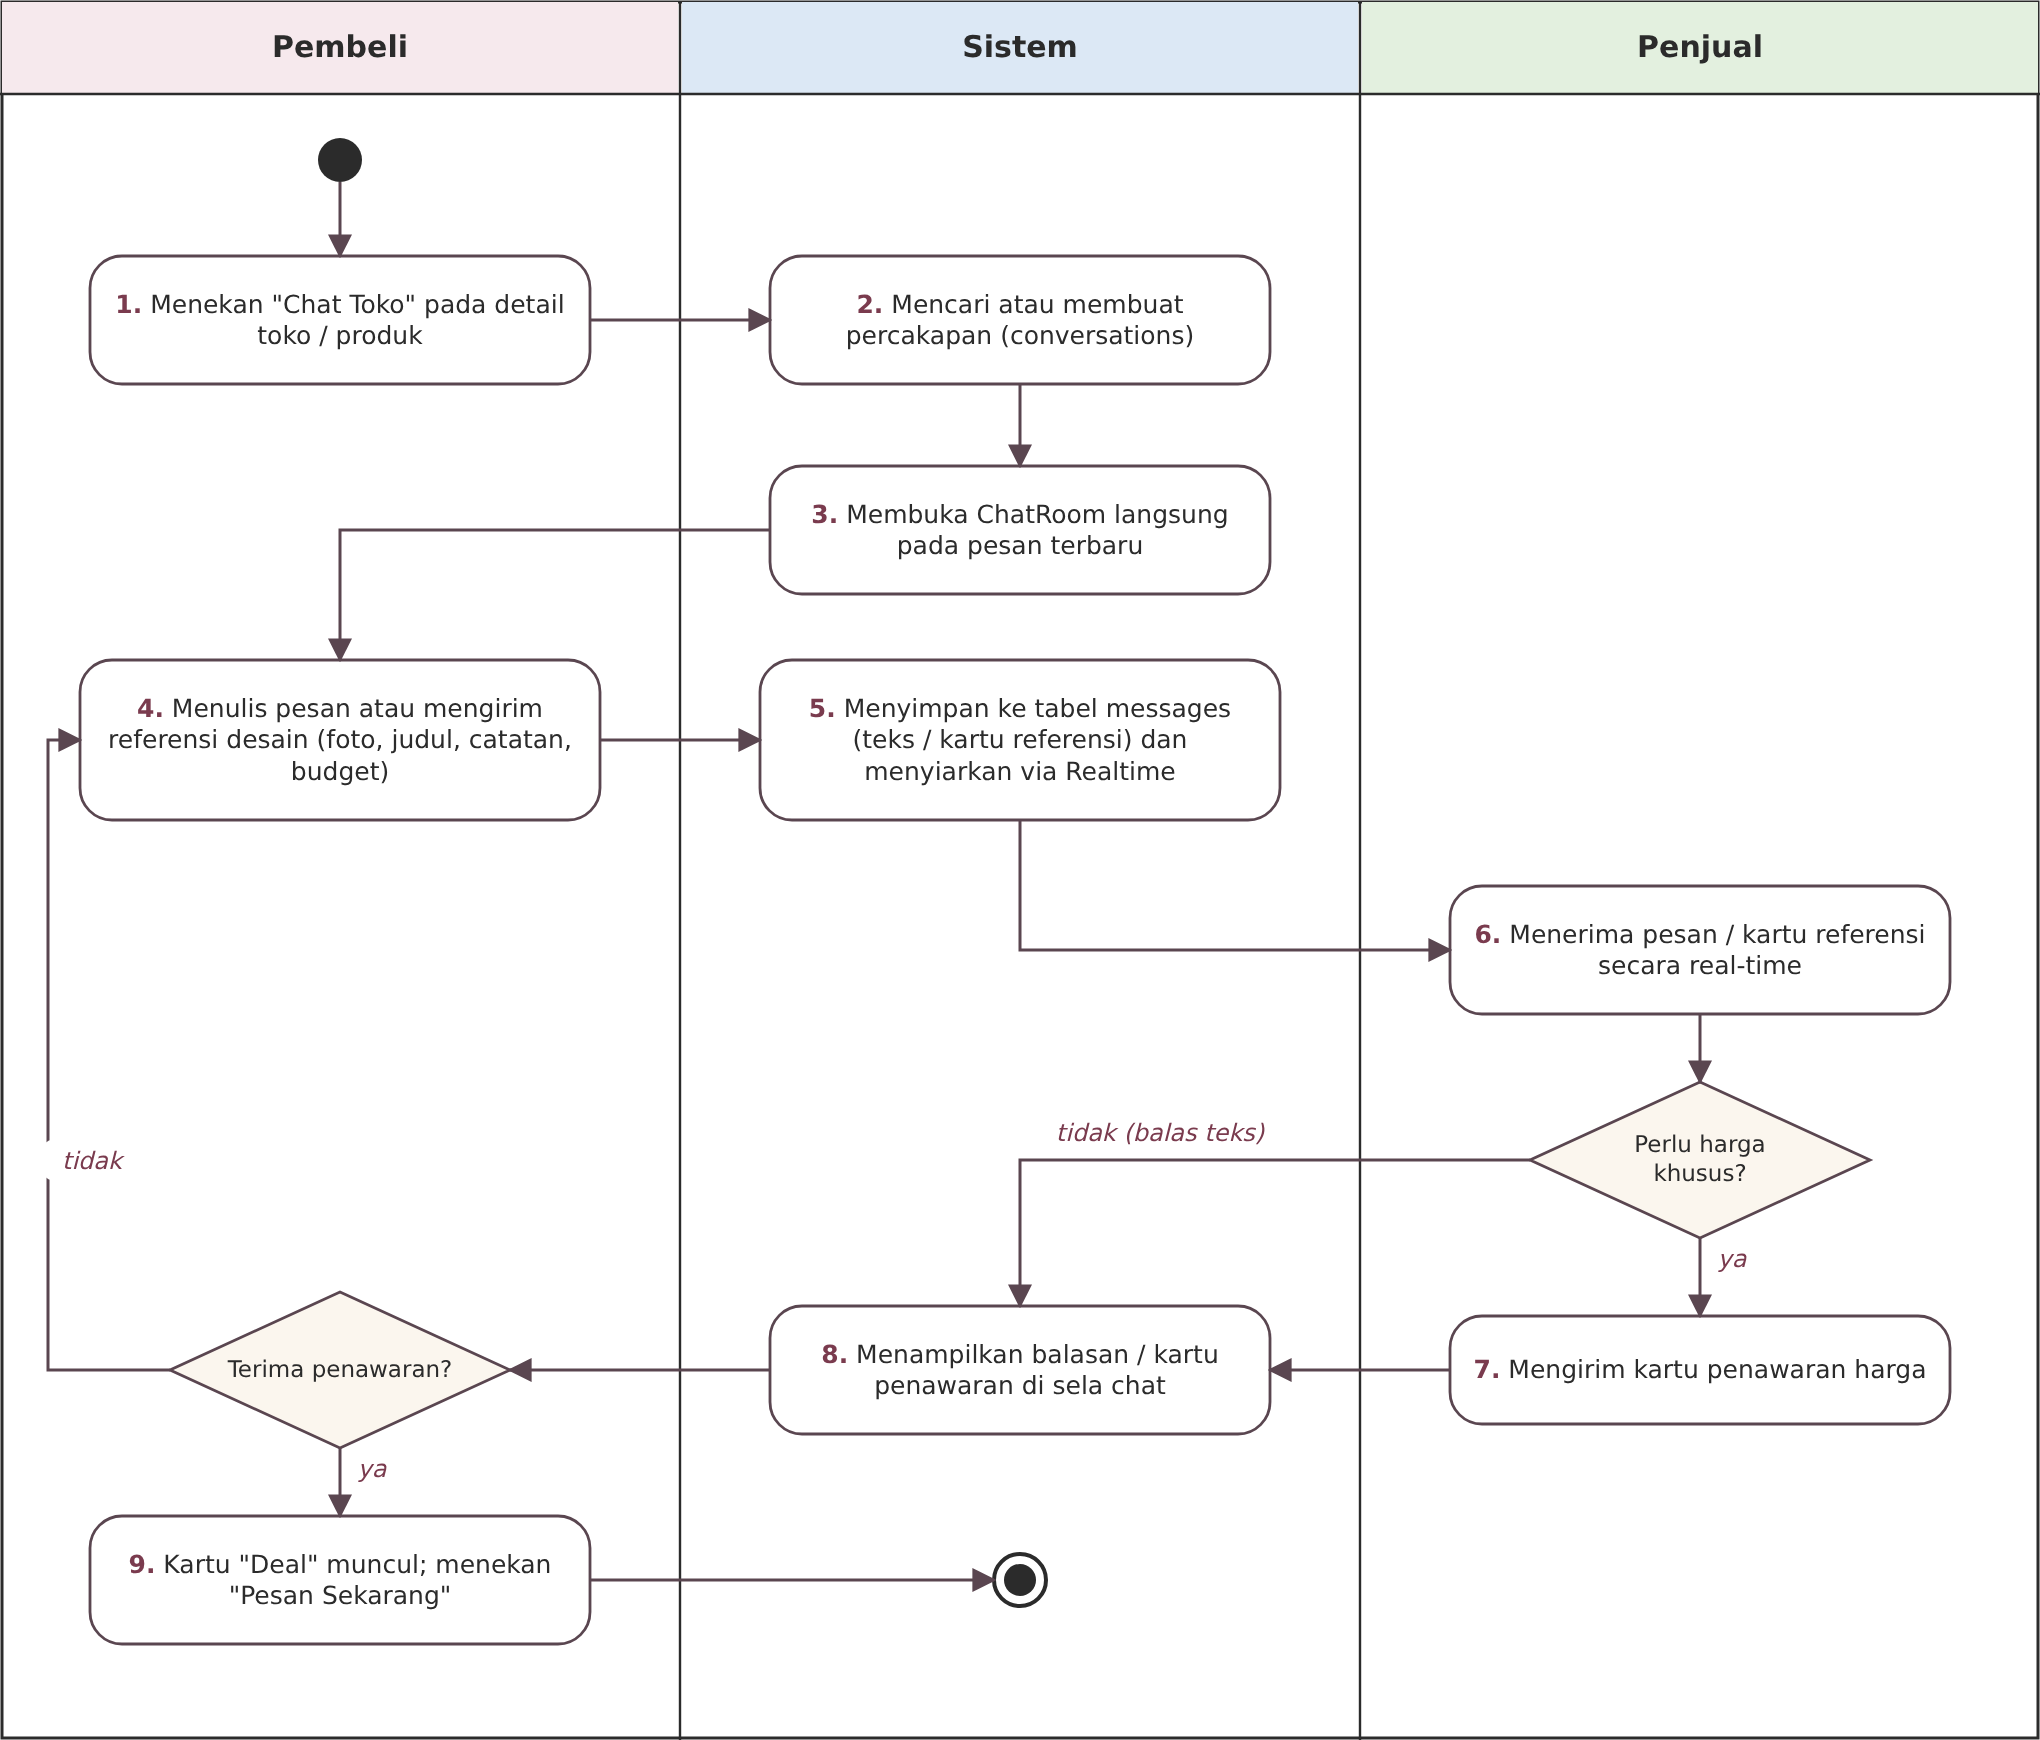 Pembeli
Sistem
Penjual
1. Menekan "Chat Toko" pada detail
toko / produk
2. Mencari atau membuat
percakapan (conversations)
3. Membuka ChatRoom langsung
pada pesan terbaru
4. Menulis pesan atau mengirim
referensi desain (foto, judul, catatan,
budget)
5. Menyimpan ke tabel messages
(teks / kartu referensi) dan
menyiarkan via Realtime
6. Menerima pesan / kartu referensi
secara real-time
Perlu harga
khusus?
tidak (balas teks)
ya
tidak
7. Mengirim kartu penawaran harga
8. Menampilkan balasan / kartu
penawaran di sela chat
Terima penawaran?
ya
9. Kartu "Deal" muncul; menekan
"Pesan Sekarang"